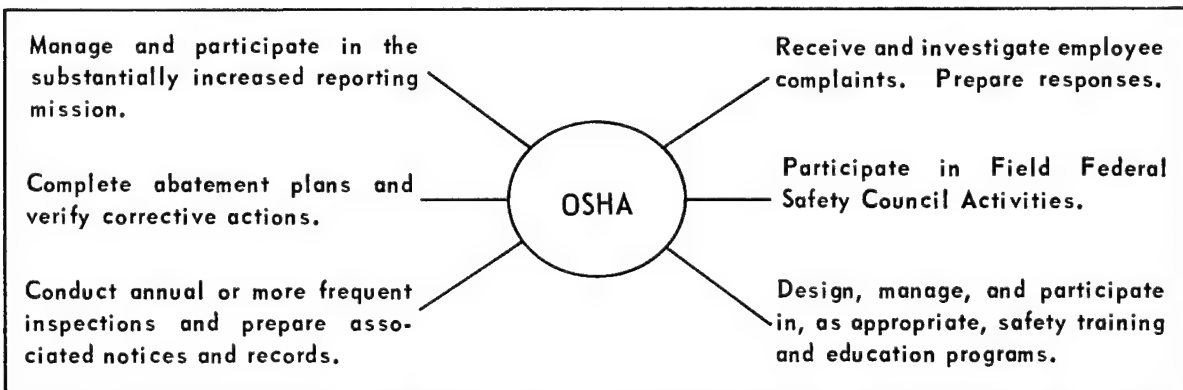 Manage and participate in the
substantially increased reporting
mission.
Complete abatement plans and
verify corrective actions.
Conduct annual or more frequent
inspections and prepare asso-
ciated notices and records.
OSHA
Receive and investigate employee
complaints. Prepare responses.
Participate in Field Federal
Safety Council Activities.
Design, manage, and participate
in, as appropriate, safety training
and education programs.